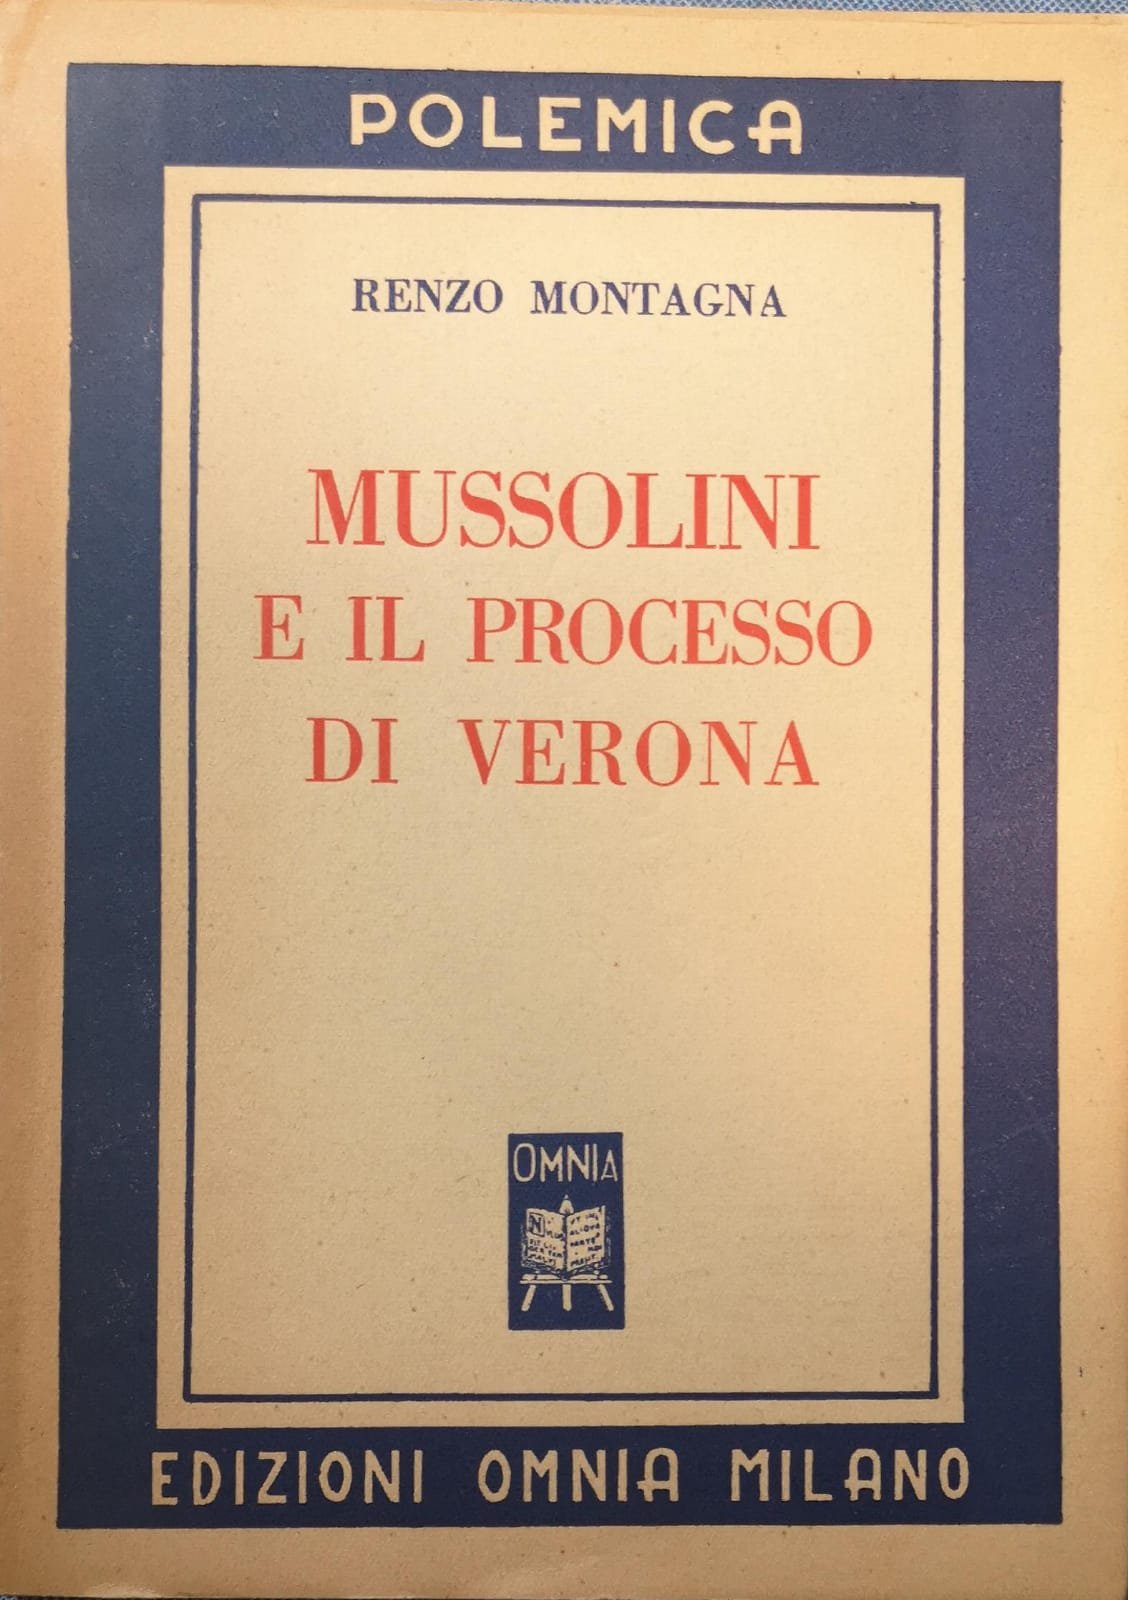 POLEMICA
RENZO MONTAGNA
MUSSOLINI
E IL PROCESSO
DI VERONA
OMNIA
EDIZIONI OMNIA MILANO